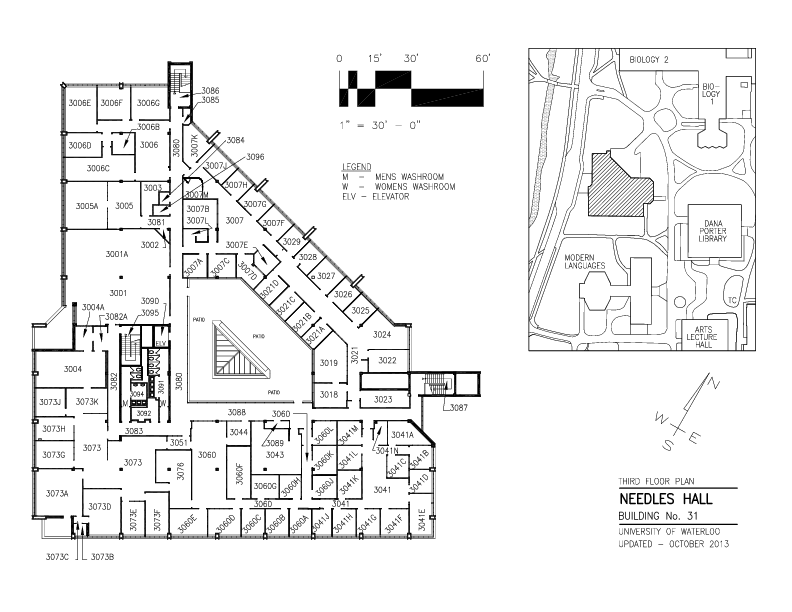 0 15' 30' 60'
1" = 30' - 0"
LEGEND
M - MENS WASHROOM
W - WOMENS WASHROOM
ELV - ELEVATOR
BIOLOGY 2
BIO-
LOGY
1
DANA
PORTER
LIBRARY
MODERN
LANGUAGES
TC
ARTS
LECTURE
HALL
3086
3085
3006E 3006F 3006G
3006B
3006D 3006
3006C
3080
3007K
3084
3096
3007J
3007H
3003
3007M
3005A 3005
3007B
3007G
3081
3007L
3007
3007F
3002
3007E
3029
3001A
3028
3007A 3007C 3007D
3027
3021D
3026
3001
3021C
3025
3090
3004A
3082A
3095
3021B
3021A
3024
PATIO
PATIO
PATIO
ELV
3021
3004
3082
3091
3080
3019
3022
3094
3018
3023
3087
3073J 3073K
M
3092
W
3088
3060
3073H
3083
3051
3044
3089
3060L 3041M
3041N
3041A
3073G
3073
3073
3076
3060
3043
3060K 3041L
3041C 3041B
3060F
3073A
3060G 3060H 3060J 3041K
3041
3041D
3073D
3060
3041
3073E 3073F
3060E 3060D 3060C 3060B 3060A 3041J 3041H 3041G 3041F 3041E
3073C 3073B
N
W
E
S
THIRD FLOOR PLAN
NEEDLES HALL
BUILDING No. 31
UNIVERSITY OF WATERLOO
UPDATED - OCTOBER 2013